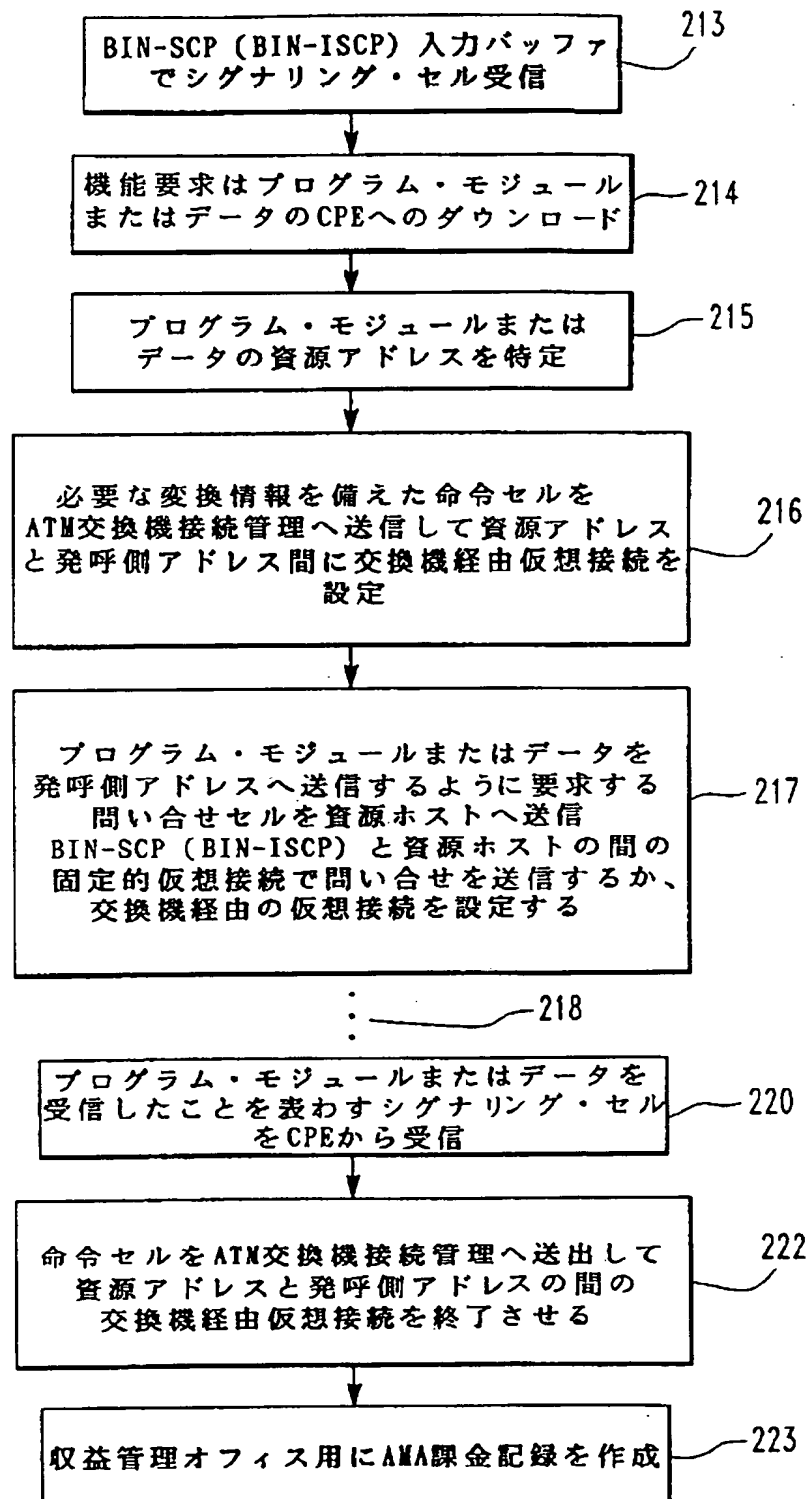 BIN-SCP (BIN-ISCP) 入力バッファ
でシグナリング・セル受信
213
機能要求はプログラム・モジュール
またはデータのCPEへのダウンロード
214
プログラム・モジュールまたは
データの資源アドレスを特定
215
必要な変換情報を備えた命令セルを
ATM交換機接続管理へ送信して資源アドレス
と発呼側アドレス間に交換機経由仮想接続を
設定
216
プログラム・モジュールまたはデータを
発呼側アドレスへ送信するように要求する
問い合せセルを資源ホストへ送信
BIN-SCP (BIN-ISCP) と資源ホストの間の
固定的仮想接続で問い合せを送信するか、
交換機経由の仮想接続を設定する
217
218
プログラム・モジュールまたはデータを
受信したことを表わすシグナリング・セル
をCPEから受信
220
命令セルをATM交換機接続管理へ送出して
資源アドレスと発呼側アドレスの間の
交換機経由仮想接続を終了させる
222
収益管理オフィス用にAMA課金記録を作成
223